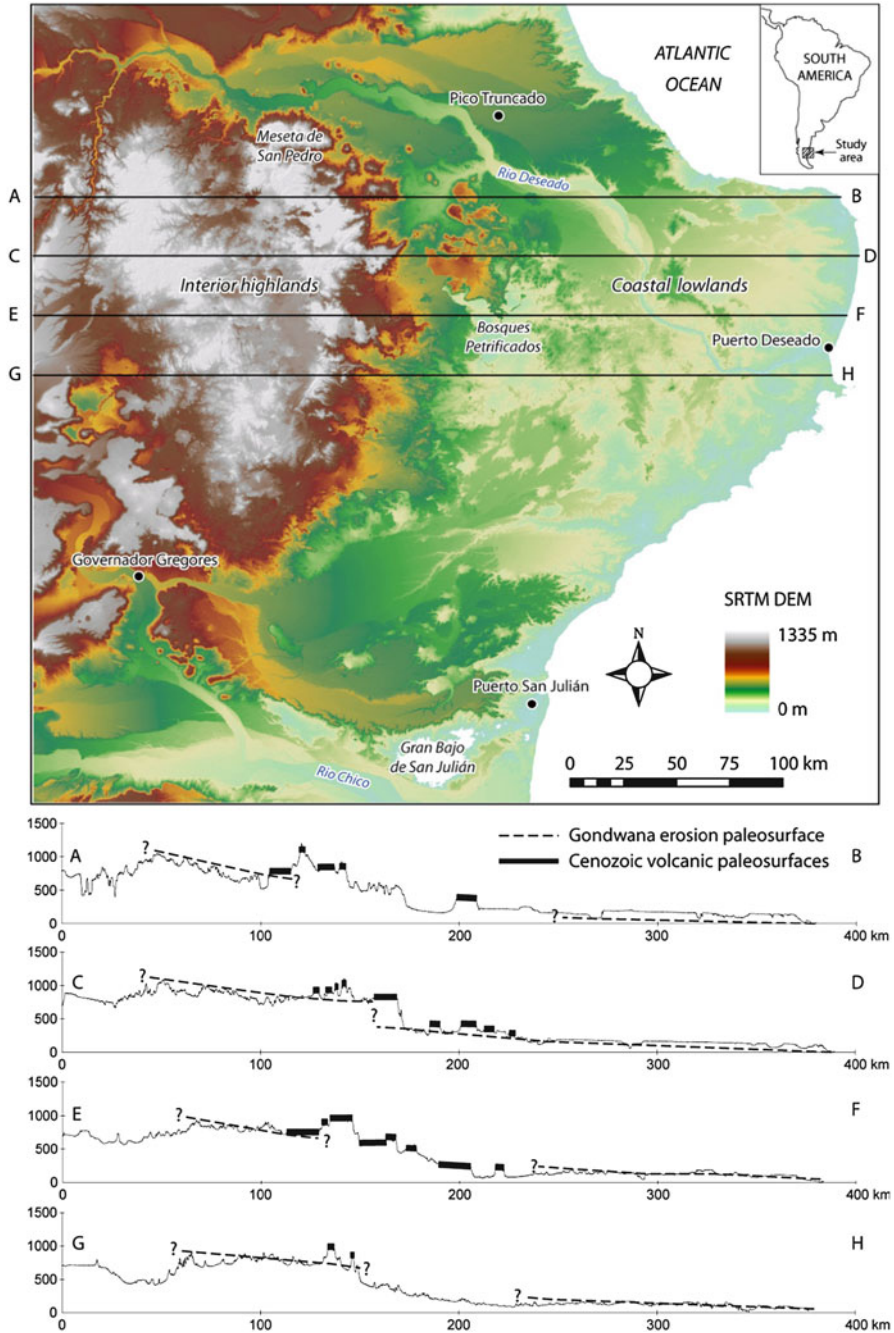 ATLANTIC
OCEAN
SOUTH
AMERICA
Study
area
Pico Truncado
Meseta de
San Pedro
Rio Deseado
A
B
C
D
Interior highlands
Coastal lowlands
E
F
Bosques
Petrificados
Puerto Deseado
G
H
Governador Gregores
SRTM DEM
1335 m
0 m
N
Puerto San Julián
Gran Bajo
de San Julián
Rio Chico
0 25 50 75 100 km
Gondwana erosion paleosurface
Cenozoic volcanic paleosurfaces
1500
1000
500
0
A
?
?
?
B
0 100 200 300 400 km
1500
1000
500
0
C
?
?
D
0 100 200 300 400 km
1500
1000
500
0
E
?
?
?
F
0 100 200 300 400 km
1500
1000
500
0
G
?
?
?
H
0 100 200 300 400 km